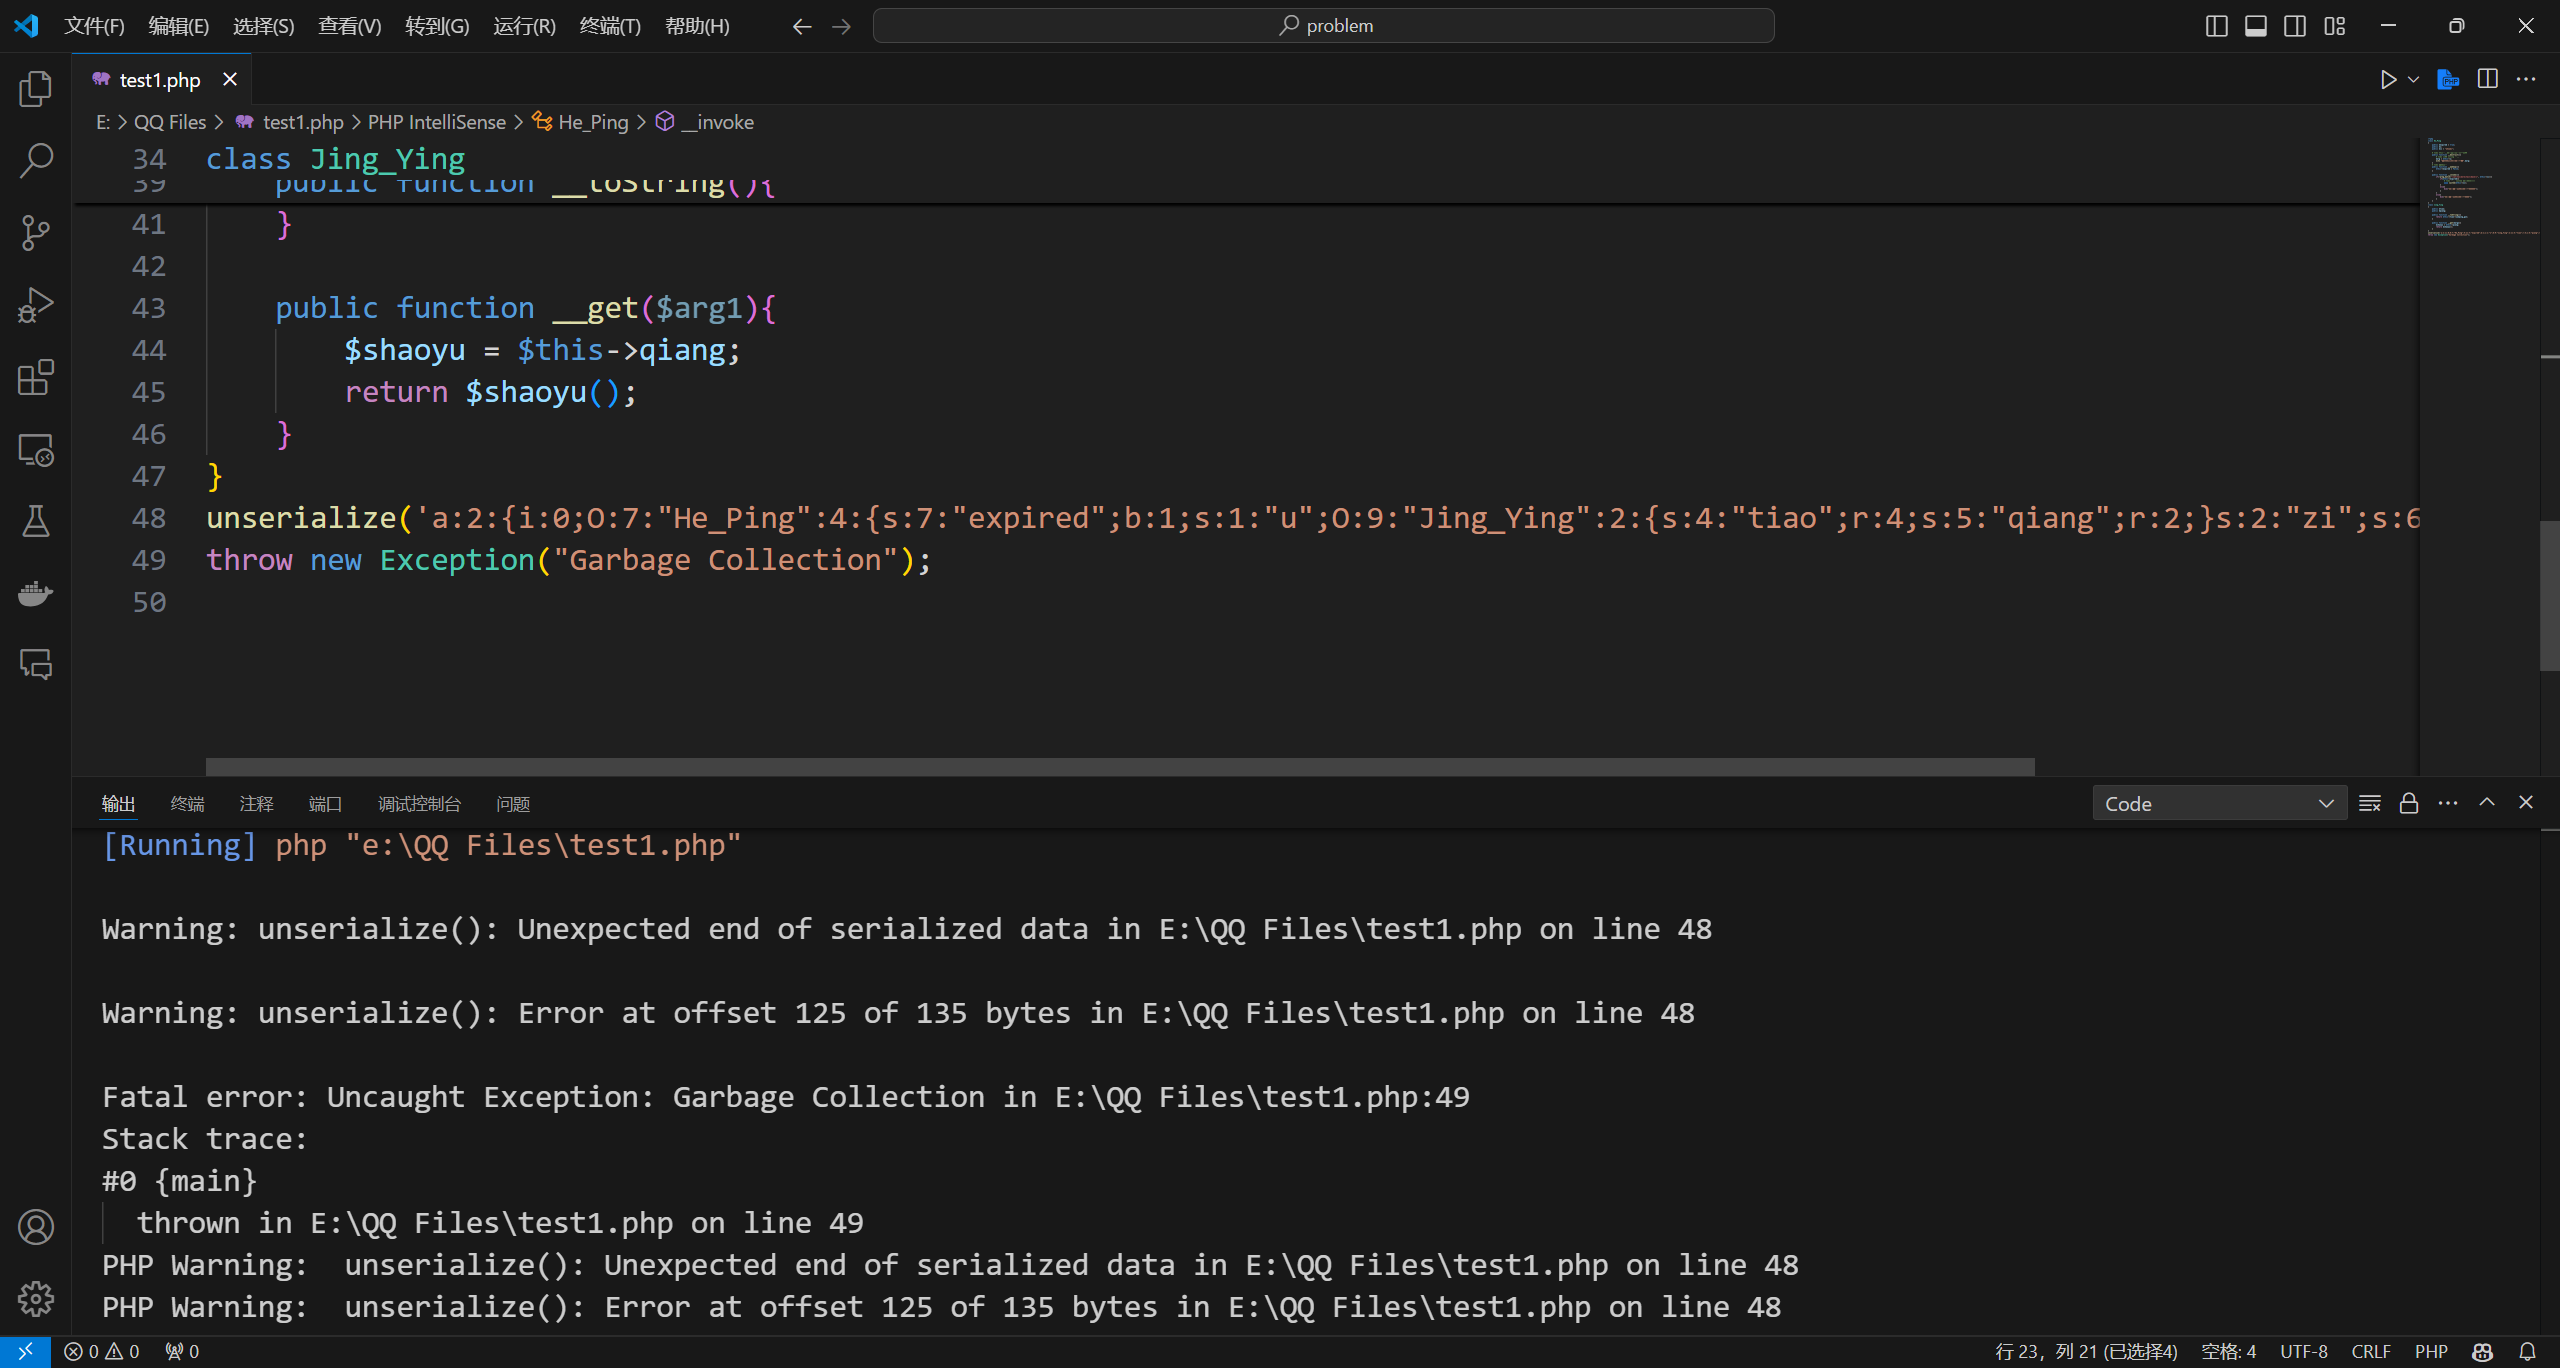 文件(F) 编辑(E) 选择(S) 查看(V) 转到(G) 运行(R) 终端(T) 帮助(H) problem
test1.php
E: > QQ Files > test1.php > PHP IntelliSense > He_Ping > __invoke
34 class Jing_Ying
39 public function __toString(){
41 }
42
43 public function __get($arg1){
44 $shaoyu = $this->qiang;
45 return $shaoyu();
46 }
47 }
48 unserialize('a:2:{i:0;O:7:"He_Ping":4:{s:7:"expired";b:1;s:1:"u";O:9:"Jing_Ying":2:{s:4:"tiao";r:4;s:5:"qiang";r:2;}s:2:"zi";s:6
49 throw new Exception("Garbage Collection");
50
输出 终端 注释 端口 调试控制台 问题 Code
[Running] php "e:\QQ Files\test1.php"
Warning: unserialize(): Unexpected end of serialized data in E:\QQ Files\test1.php on line 48
Warning: unserialize(): Error at offset 125 of 135 bytes in E:\QQ Files\test1.php on line 48
Fatal error: Uncaught Exception: Garbage Collection in E:\QQ Files\test1.php:49
Stack trace:
#0 {main}
thrown in E:\QQ Files\test1.php on line 49
PHP Warning:  unserialize(): Unexpected end of serialized data in E:\QQ Files\test1.php on line 48
PHP Warning:  unserialize(): Error at offset 125 of 135 bytes in E:\QQ Files\test1.php on line 48
0 0 0 行 23，列 21 (已选择4) 空格: 4 UTF-8 CRLF PHP